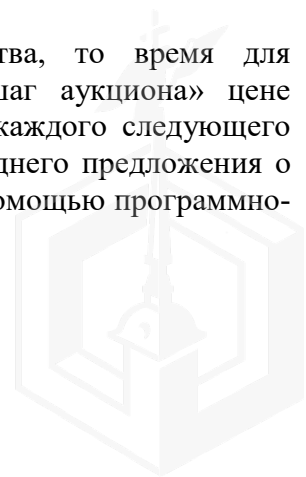 тва, то время для
шаг аукциона» цене
каждого следующего
днего предложения о
омощью программно-